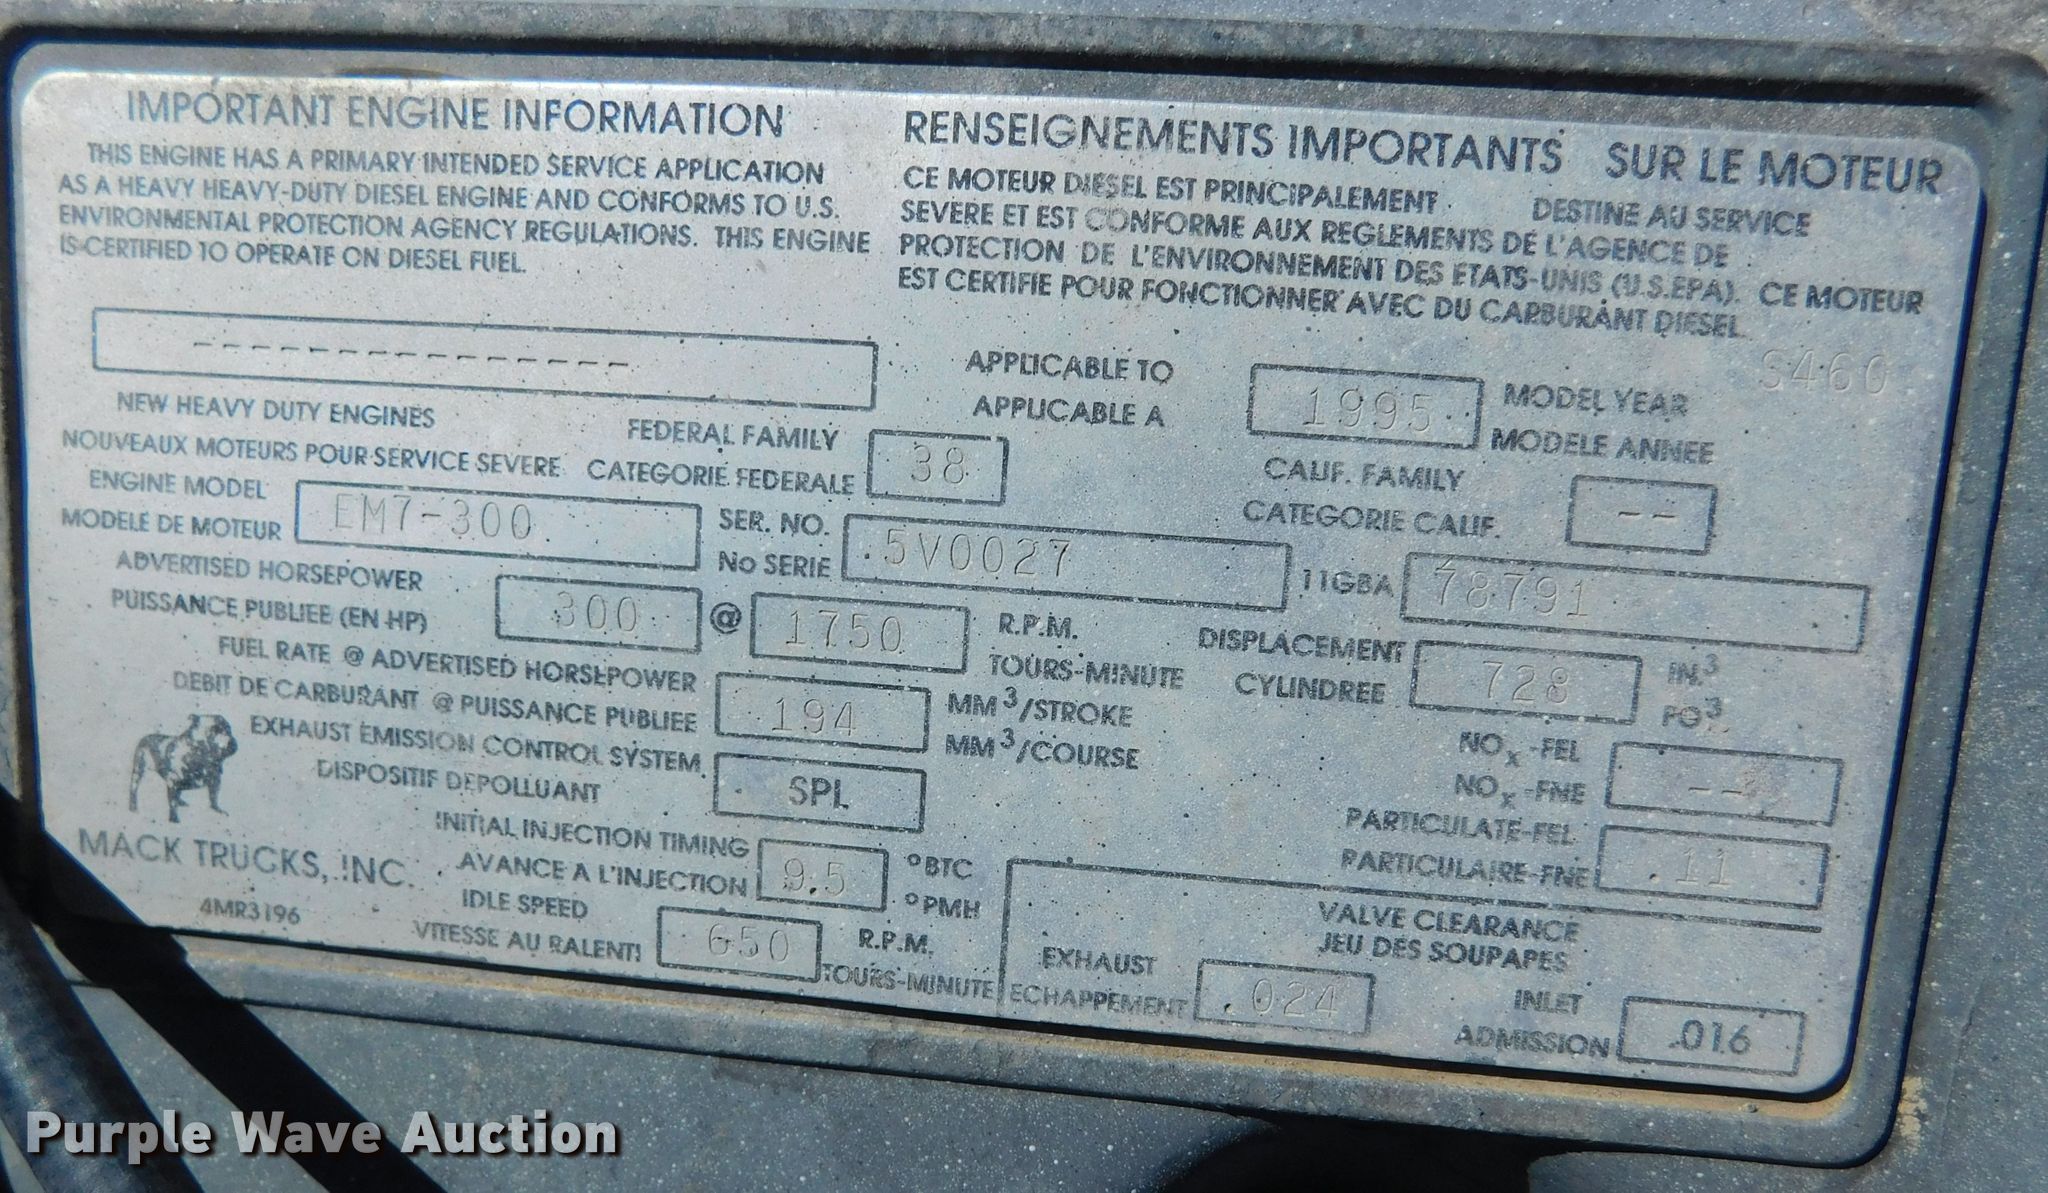 IMPORTANT ENGINE INFORMATION
THIS ENGINE HAS A PRIMARY INTENDED SERVICE APPLICATION
AS A HEAVY HEAVY-DUTY DIESEL ENGINE AND CONFORMS TO U.S.
ENVIRONMENTAL PROTECTION AGENCY REGULATIONS. THIS ENGINE
IS CERTIFIED TO OPERATE ON DIESEL FUEL.
RENSEIGNEMENTS IMPORTANTS SUR LE MOTEUR
CE MOTEUR DIESEL EST PRINCIPALEMENT DESTINE AU SERVICE
SEVERE ET EST CONFORME AUX REGLEMENTS DE L'AGENCE DE
PROTECTION DE L'ENVIRONNEMENT DES ETATS-UNIS (U.S.EPA). CE MOTEUR
EST CERTIFIE POUR FONCTIONNER AVEC DU CARBURANT DIESEL.
S460
---------------
NEW HEAVY DUTY ENGINES
NOUVEAUX MOTEURS POUR SERVICE SEVERE
APPLICABLE TO
APPLICABLE A
1995
MODEL YEAR
MODELE ANNEE
FEDERAL FAMILY
CATEGORIE FEDERALE
38
CALIF. FAMILY
CATEGORIE CALIF.
--
ENGINE MODEL
MODELE DE MOTEUR
EM7-300
SER. NO.
No SERIE
5V0027
11GBA
78791
ADVERTISED HORSEPOWER
PUISSANCE PUBLIEE (EN HP)
300
@
1750
R.P.M.
TOURS-MINUTE
DISPLACEMENT
CYLINDREE
728
IN.3
PO3
FUEL RATE @ ADVERTISED HORSEPOWER
DEBIT DE CARBURANT @ PUISSANCE PUBLIEE
194
MM3/STROKE
MM3/COURSE
EXHAUST EMISSION CONTROL SYSTEM
DISPOSITIF DEPOLLUANT
SPL
NOx-FEL
NOx-FNE
--
PARTICULATE-FEL
PARTICULAIRE-FNE
.11
INITIAL INJECTION TIMING
AVANCE A L'INJECTION
9.5
°BTC
°PMH
MACK TRUCKS, INC.
4MR3196
IDLE SPEED
VITESSE AU RALENTI
650
R.P.M.
TOURS-MINUTE
VALVE CLEARANCE
JEU DES SOUPAPES
EXHAUST
ECHAPPEMENT
.024
INLET
ADMISSION
.016
Purple Wave Auction